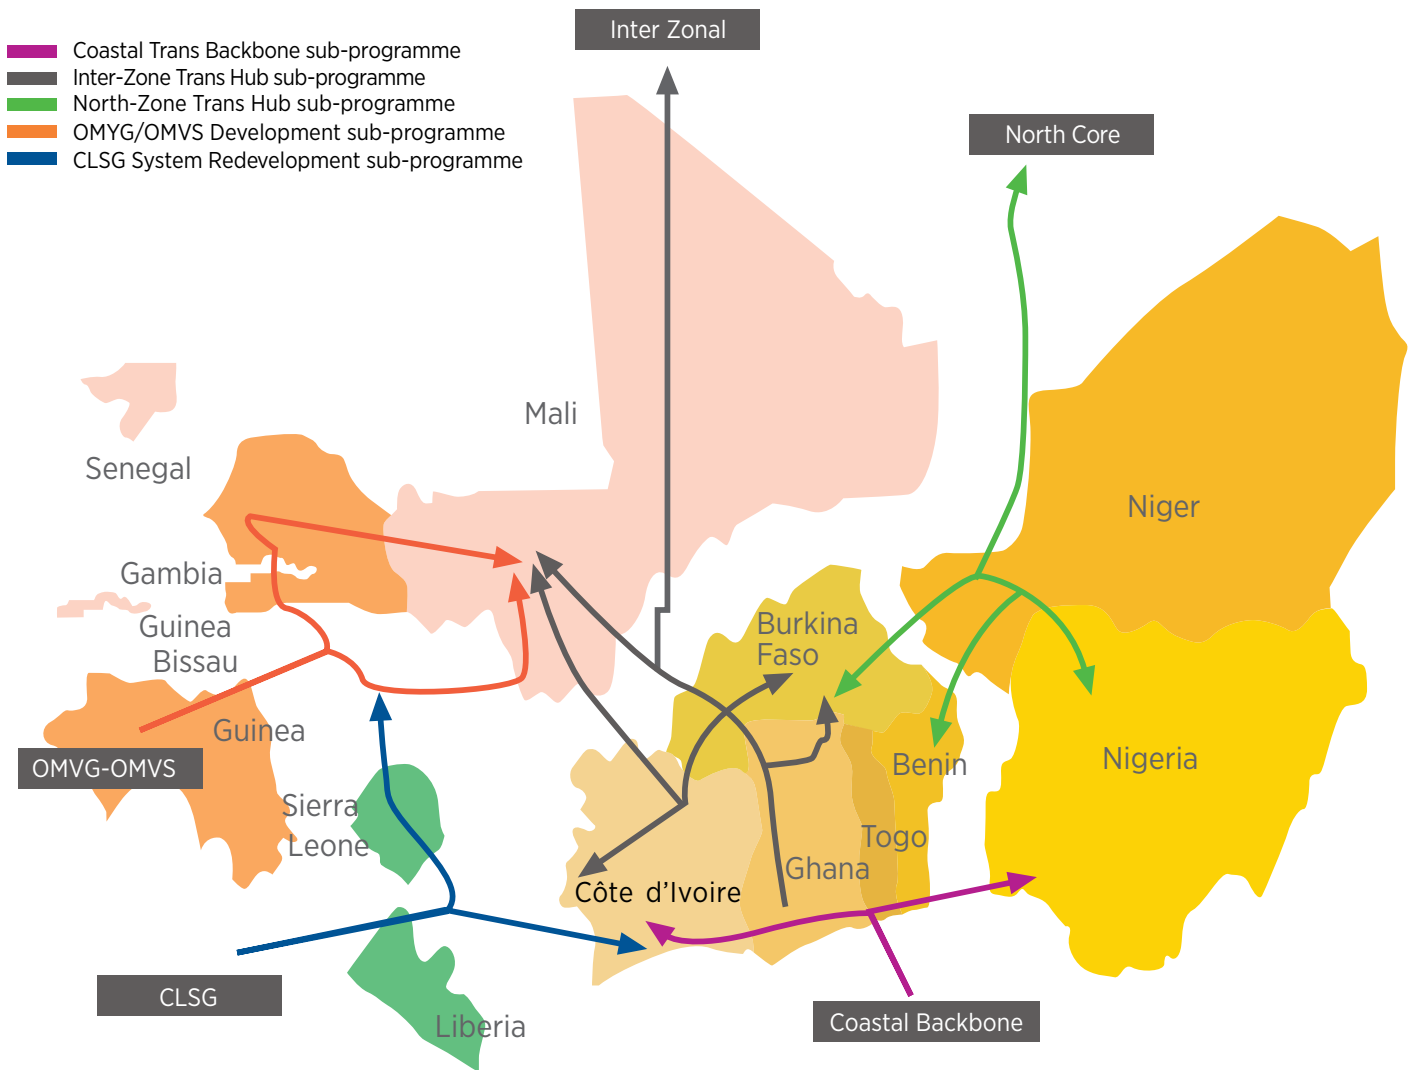 Inter Zonal
Coastal Trans Backbone sub-programme
Inter-Zone Trans Hub sub-programme
North-Zone Trans Hub sub-programme
OMYG/OMVS Development sub-programme
CLSG System Redevelopment sub-programme
North Core
Mali
Senegal
Niger
Gambia
Guinea
Bissau
Burkina
Faso
Guinea
OMVG-OMVS
Benin
Nigeria
Sierra
Leone
Togo
Ghana
Côte d'Ivoire
CLSG
Liberia
Coastal Backbone